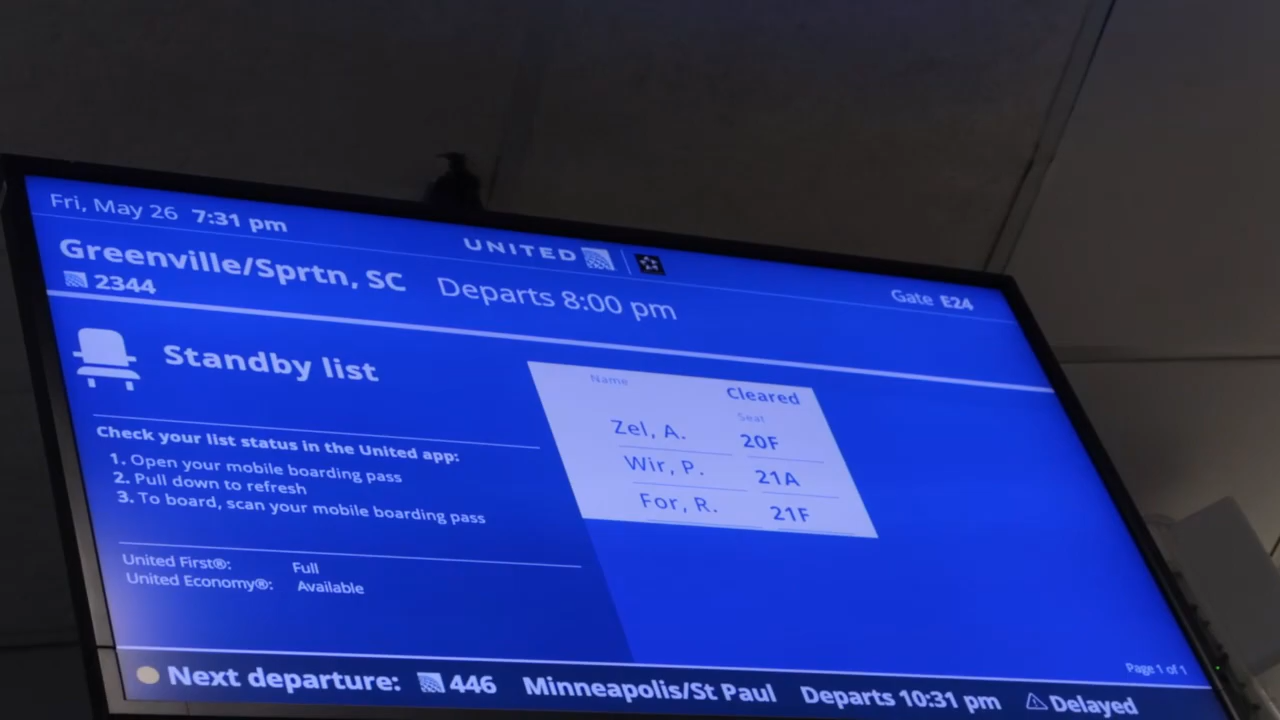 Fri, May 26 7:31 pm
UNITED
Gate E24
Greenville/Sprtn, SC
2344
Departs 8:00 pm
Standby list
Check your list status in the United app:
1. Open your mobile boarding pass
2. Pull down to refresh
3. To board, scan your mobile boarding pass
United First®: Full
United Economy®: Available
Name Cleared
Seat
Zel, A. 20F
Wir, P. 21A
For, R. 21F
Page 1 of 1
Next departure: 446 Minneapolis/St Paul Departs 10:31 pm Delayed